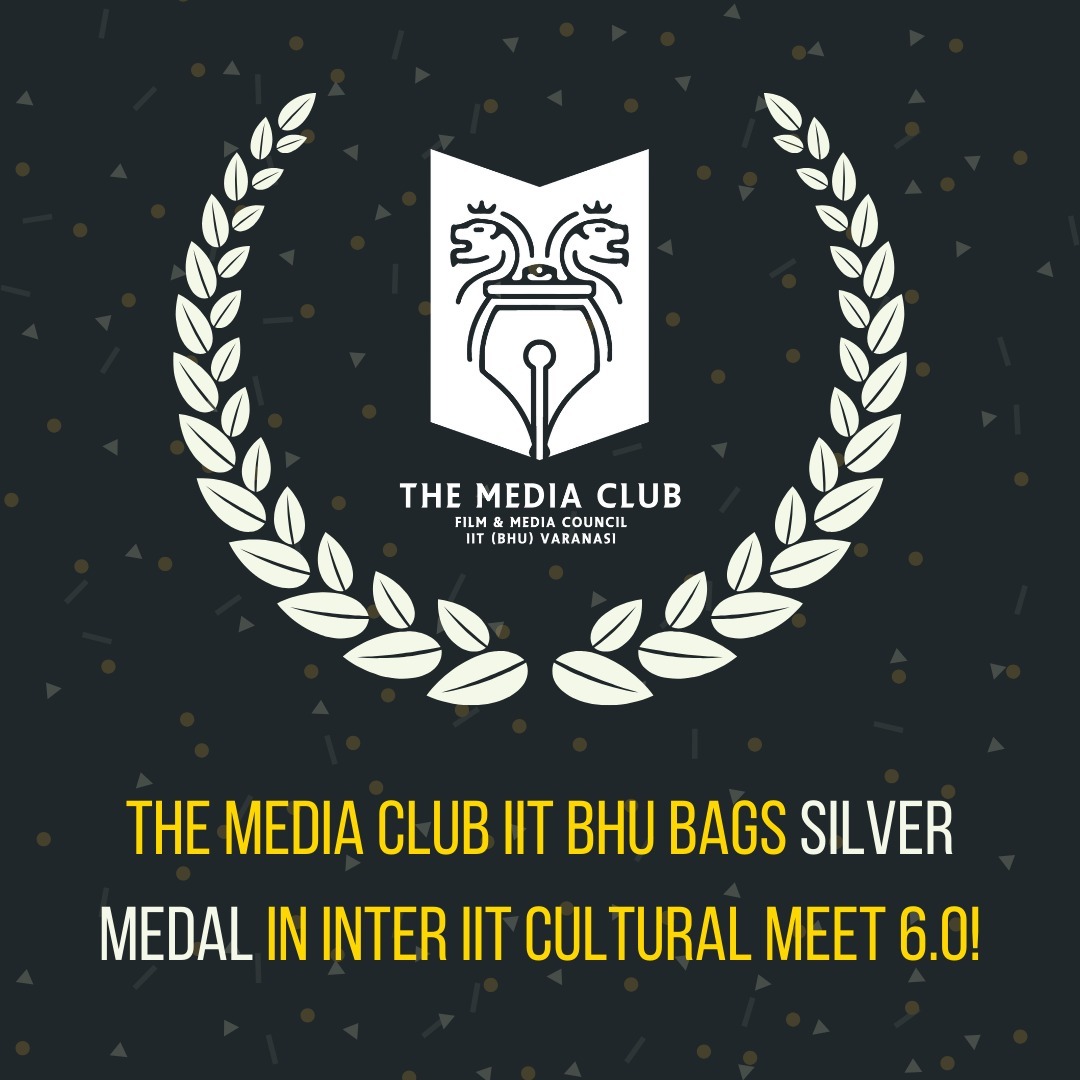 THE MEDIA CLUB
FILM & MEDIA COUNCIL
IIT (BHU) VARANASI
THE MEDIA CLUB IIT BHU BAGS SILVER
MEDAL IN INTER IIT CULTURAL MEET 6.0!